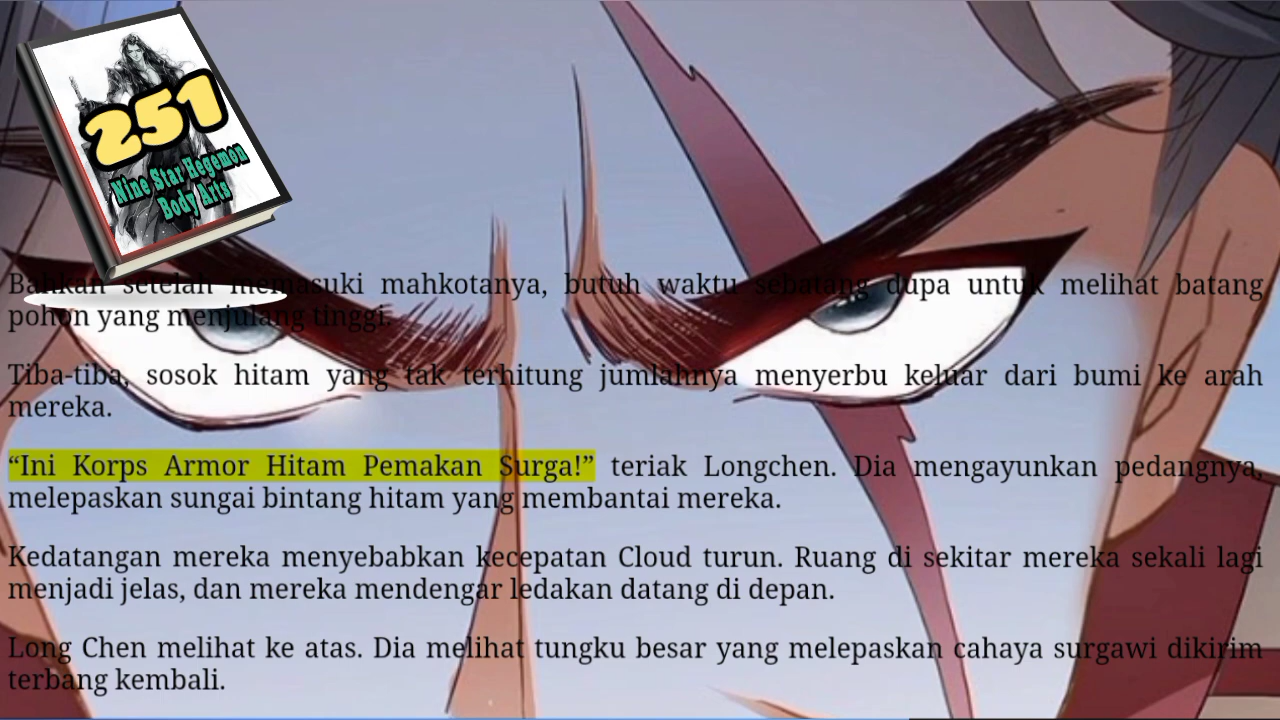 251
Nine Star Hegemon
Body Arts
Bahkan setelah memasuki mahkotanya, butuh waktu sebatang dupa untuk melihat batang
pohon yang menjulang tinggi.
Tiba-tiba, sosok hitam yang tak terhitung jumlahnya menyerbu keluar dari bumi ke arah
mereka.
“Ini Korps Armor Hitam Pemakan Surga!” teriak Longchen. Dia mengayunkan pedangnya,
melepaskan sungai bintang hitam yang membantai mereka.
Kedatangan mereka menyebabkan kecepatan Cloud turun. Ruang di sekitar mereka sekali lagi
menjadi jelas, dan mereka mendengar ledakan datang di depan.
Long Chen melihat ke atas. Dia melihat tungku besar yang melepaskan cahaya surgawi dikirim
terbang kembali.